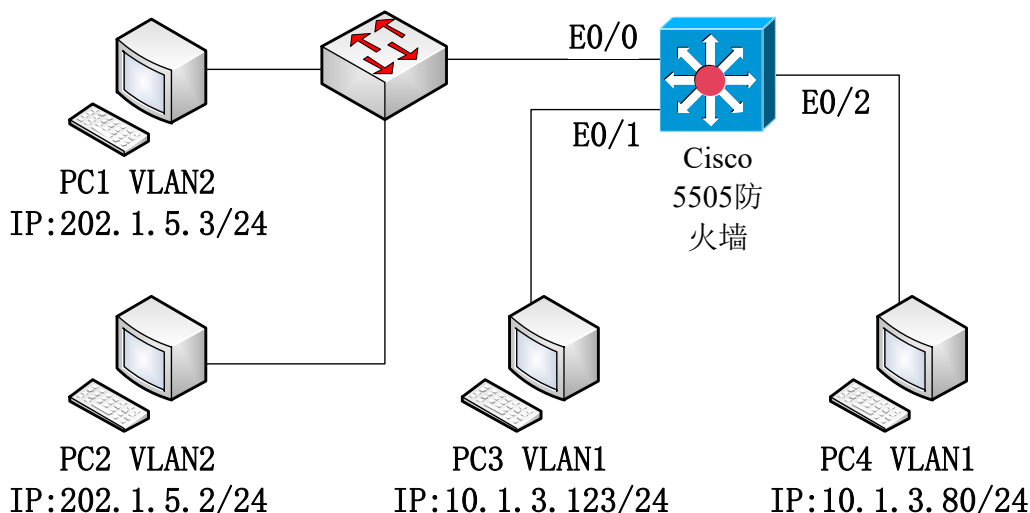 E0/0
E0/1
E0/2
Cisco
5505防
火墙
PC1 VLAN2
IP:202.1.5.3/24
PC2 VLAN2
IP:202.1.5.2/24
PC3 VLAN1
IP:10.1.3.123/24
PC4 VLAN1
IP:10.1.3.80/24